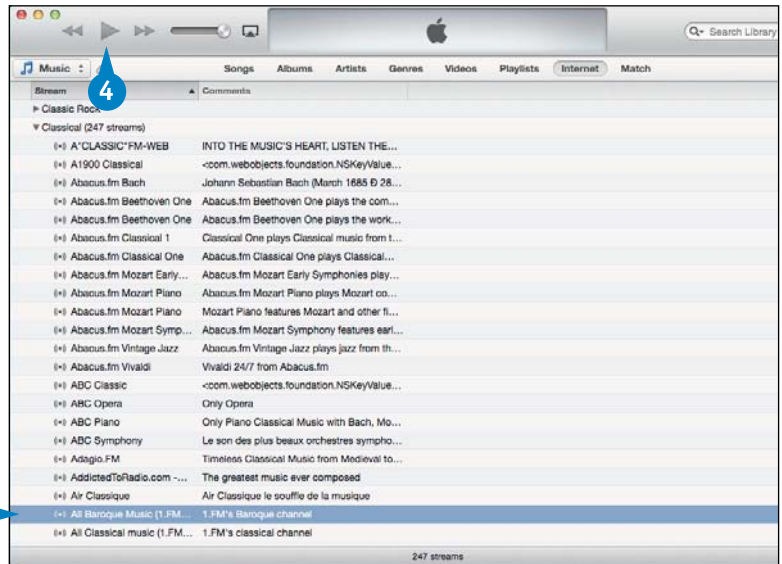 Search Library
Music
4
Songs Albums Artists Genres Videos Playlists Internet Match
Stream Comments
Classic Rock
Classical (247 streams)
A*CLASSIC*FM-WEB INTO THE MUSIC'S HEART, LISTEN THE...
A1900 Classical <com.webobjects.foundation.NSKeyValue...
Abacus.fm Bach Johann Sebastian Bach (March 1685 Ð 28...
Abacus.fm Beethoven One Abacus.fm Beethoven One plays the com...
Abacus.fm Beethoven One Abacus.fm Beethoven One plays the work...
Abacus.fm Classical 1 Classical One plays Classical music from t...
Abacus.fm Classical One Abacus.fm Classical One plays Classical...
Abacus.fm Mozart Early... Abacus.fm Mozart Early Symphonies play...
Abacus.fm Mozart Piano Abacus.fm Mozart Piano plays Mozart co...
Abacus.fm Mozart Piano Mozart Piano features Mozart and other fi...
Abacus.fm Mozart Symp... Abacus.fm Mozart Symphony features earl...
Abacus.fm Vintage Jazz Abacus.fm Vintage Jazz plays jazz from th...
Abacus.fm Vivaldi Vivaldi 24/7 from Abacus.fm
ABC Classic <com.webobjects.foundation.NSKeyValue...
ABC Opera Only Opera
ABC Piano Only Piano Classical Music with Bach, Mo...
ABC Symphony Le son des plus beaux orchestres sympho...
Adagio.FM Timeless Classical Music from Medieval to...
AddictedToRadio.com -... The greatest music ever composed
Air Classique Air Classique le souffle de la musique
All Baroque Music (1.FM... 1.FM's Baroque channel
All Classical music (1.FM... 1.FM's classical channel
247 streams